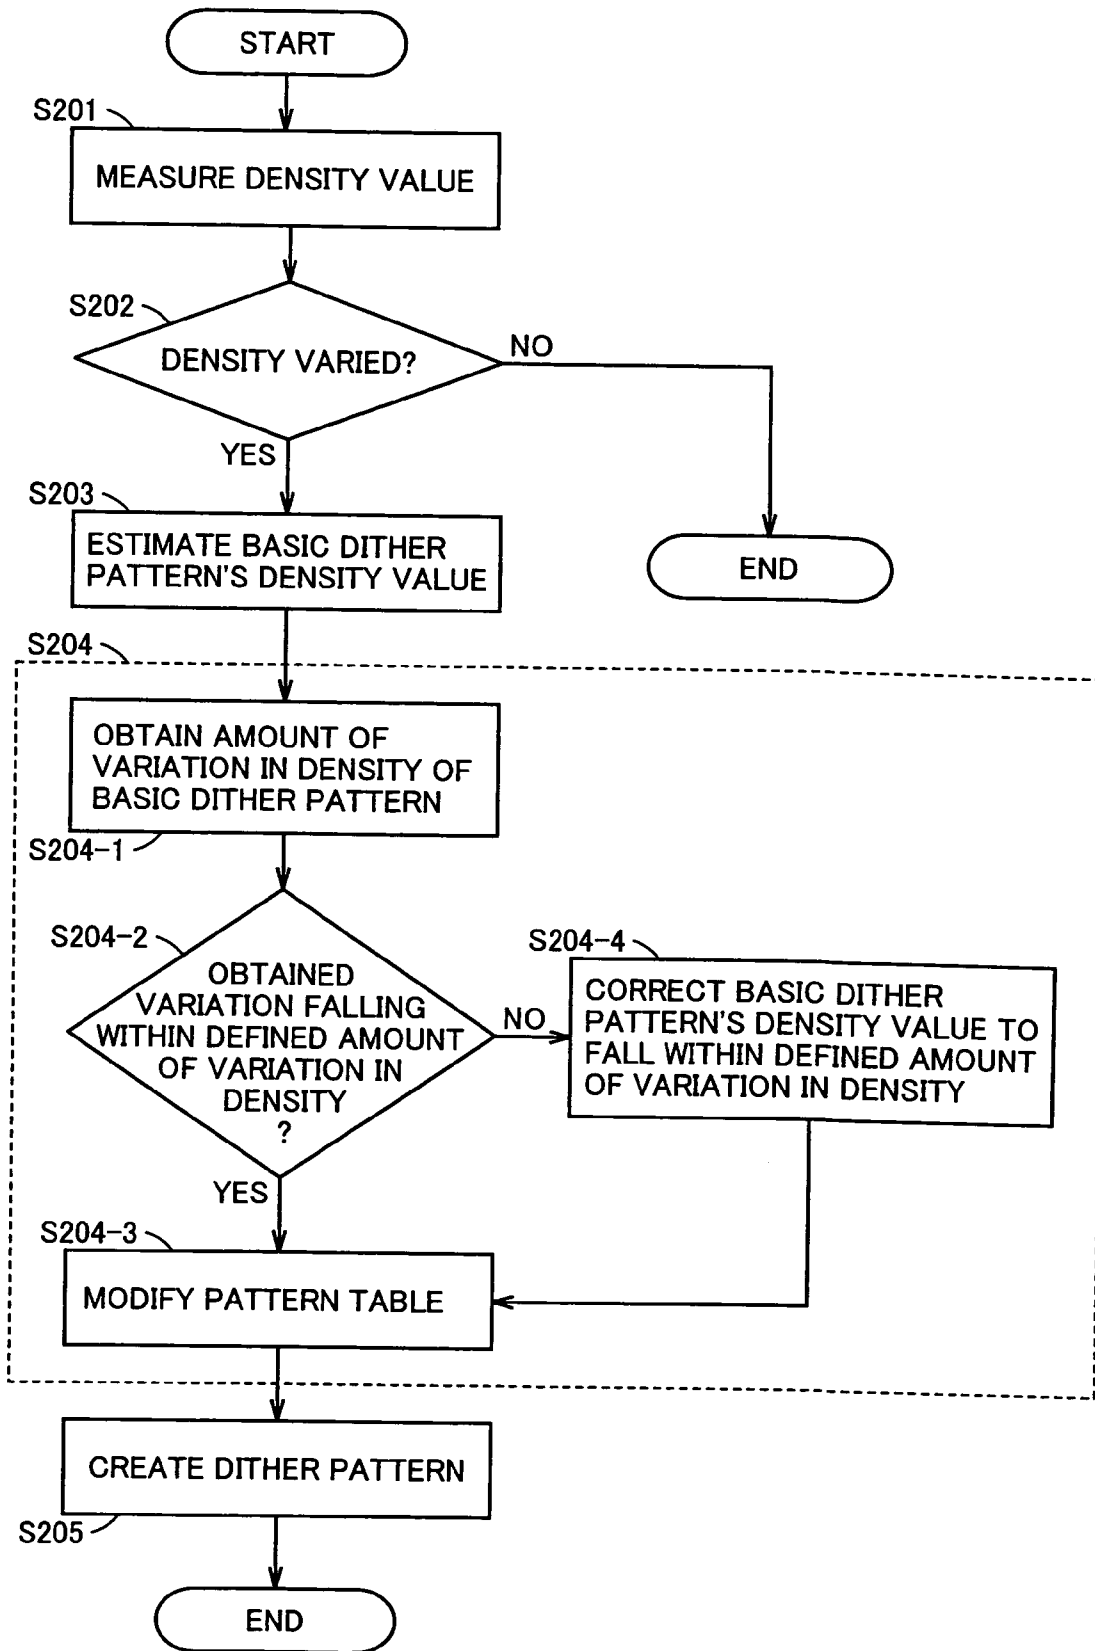 START
S201
MEASURE DENSITY VALUE
S202
DENSITY VARIED?
NO
YES
S203
ESTIMATE BASIC DITHER
PATTERN'S DENSITY VALUE
END
S204
OBTAIN AMOUNT OF
VARIATION IN DENSITY OF
BASIC DITHER PATTERN
S204-1
S204-2
OBTAINED
VARIATION FALLING
WITHIN DEFINED AMOUNT
OF VARIATION IN
DENSITY
?
NO
S204-4
CORRECT BASIC DITHER
PATTERN'S DENSITY VALUE TO
FALL WITHIN DEFINED AMOUNT
OF VARIATION IN DENSITY
YES
S204-3
MODIFY PATTERN TABLE
CREATE DITHER PATTERN
S205
END